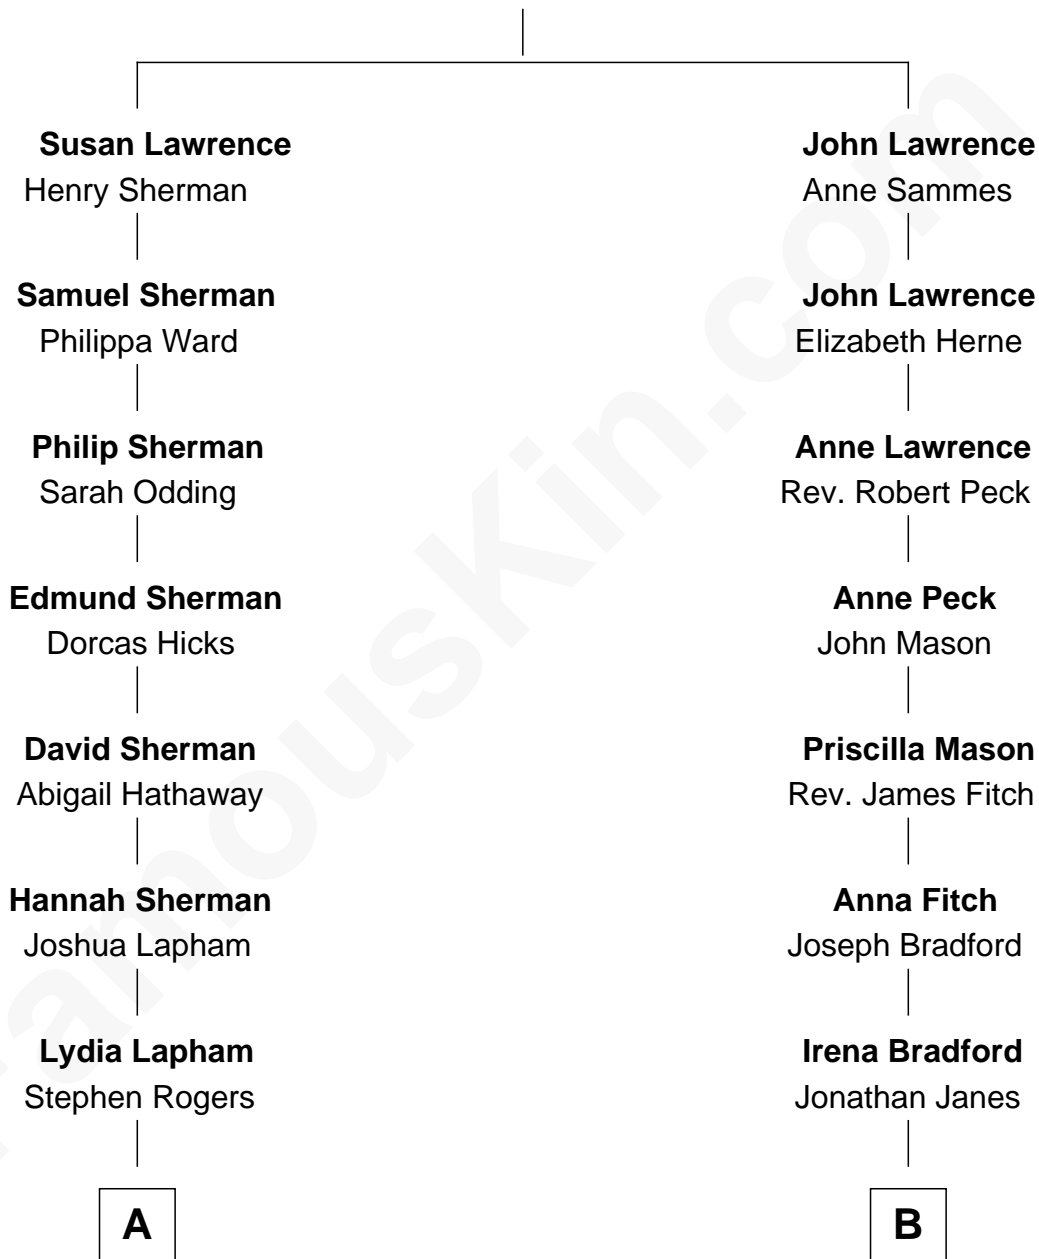 Susan Lawrence
Henry Sherman
Samuel Sherman
Philippa Ward
Philip Sherman
Sarah Odding
Edmund Sherman
Dorcas Hicks
David Sherman
Abigail Hathaway
Hannah Sherman
Joshua Lapham
Lydia Lapham
Stephen Rogers
A
John Lawrence
Anne Sammes
John Lawrence
Elizabeth Herne
Anne Lawrence
Rev. Robert Peck
Anne Peck
John Mason
Priscilla Mason
Rev. James Fitch
Anna Fitch
Joseph Bradford
Irena Bradford
Jonathan Janes
B
FamousKin.com